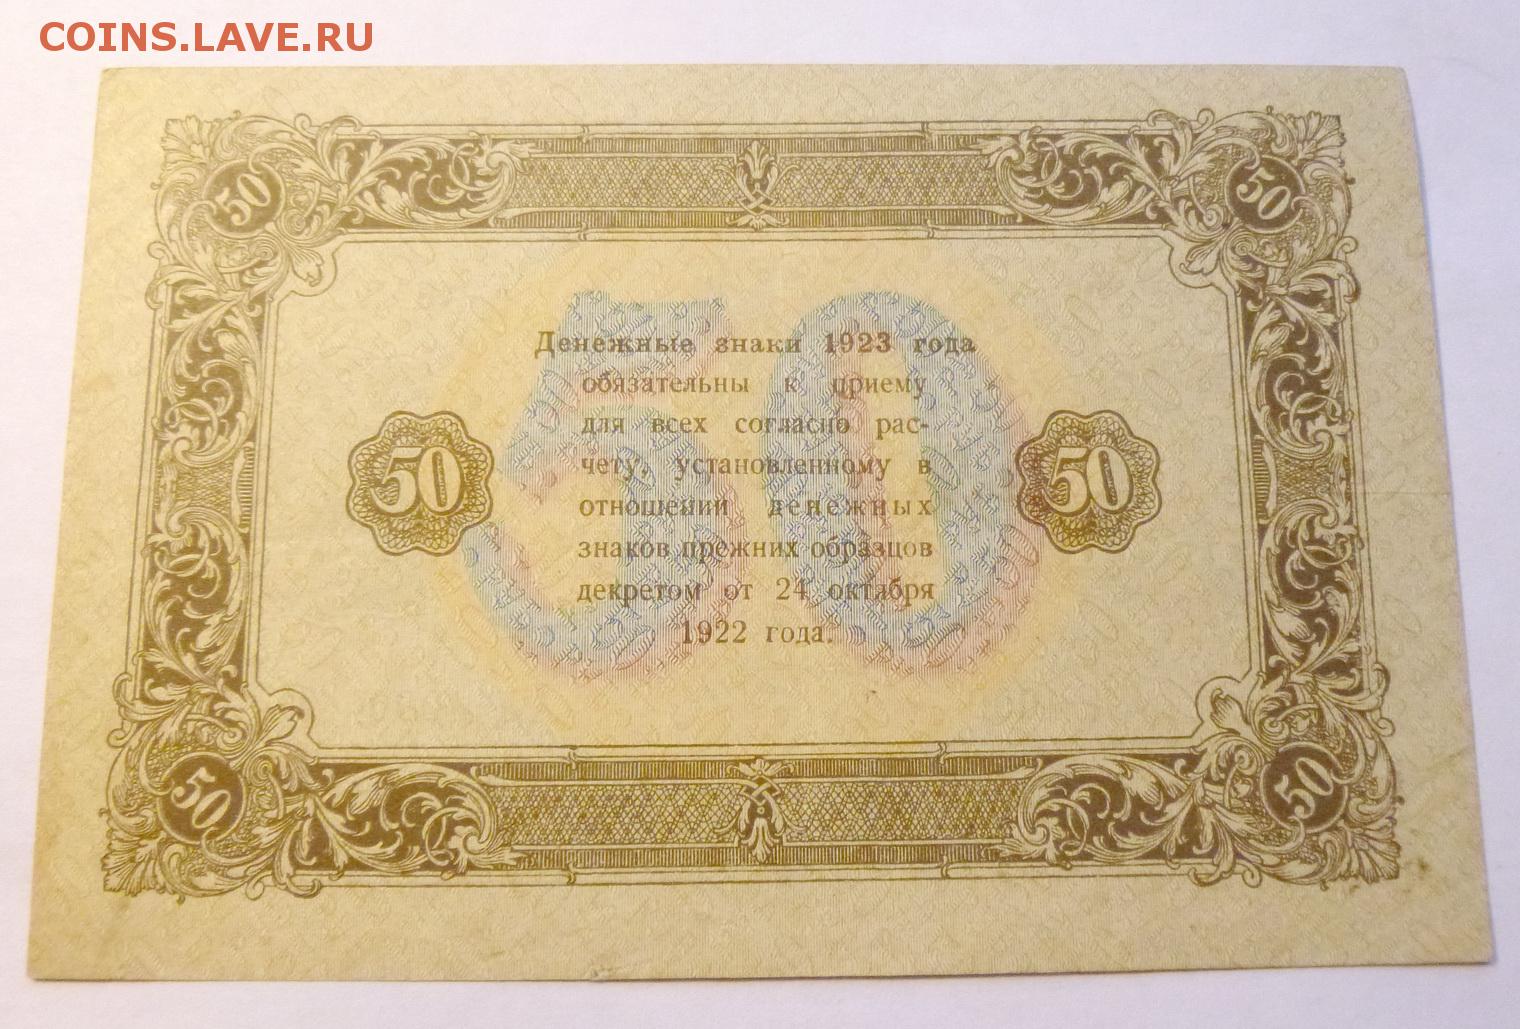 COINS.LAVE.RU
50 50
Денежные знаки 1923 года
обязательны к приему
для всех согласно рас-
чету, установленному в
отношении денежных
знаков прежних образцов
декретом от 24 октября
1922 года.
50 50 50
50 50